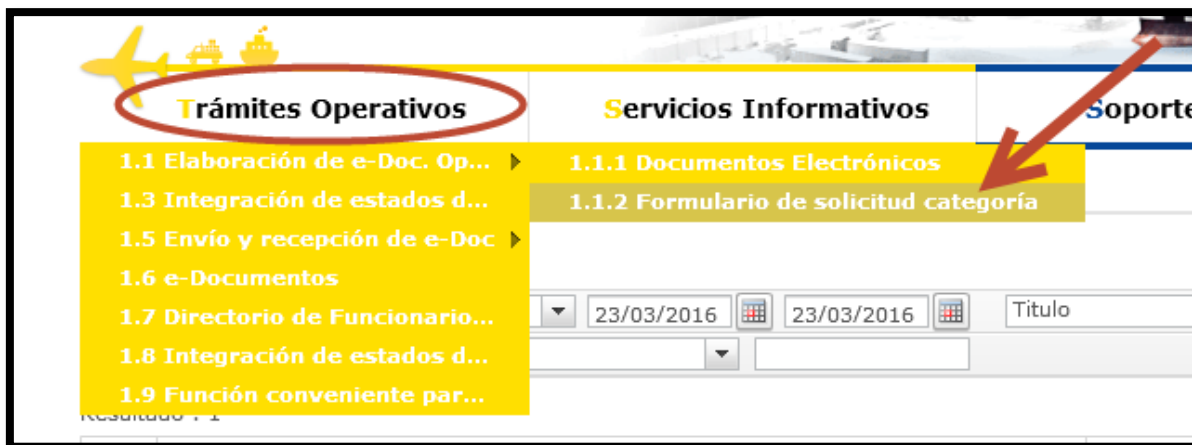 Trámites Operativos Servicios Informativos Soporte
1.1 Elaboración de e-Doc. Op... 1.1.1 Documentos Electrónicos
1.3 Integración de estados d... 1.1.2 Formulario de solicitud categoría
1.5 Envío y recepción de e-Doc
1.6 e-Documentos
1.7 Directorio de Funcionario... 23/03/2016 23/03/2016 Titulo
1.8 Integración de estados d...
1.9 Función conveniente par...
Resultado : 1